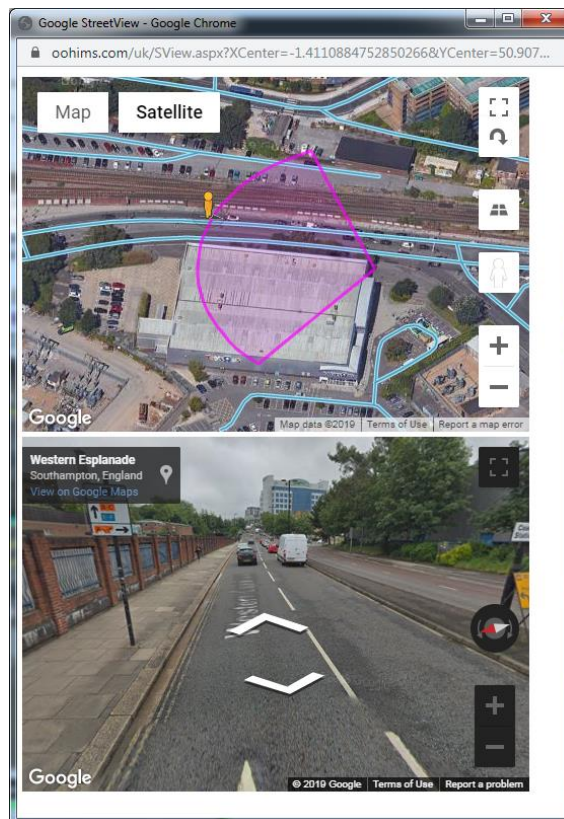 Google StreetView - Google Chrome
oohims.com/uk/SView.aspx?XCenter=-1.4110884752850266&YCenter=50.907...
Map
Satellite
Google
Map data ©2019
Terms of Use
Report a map error
Western Esplanade
Southampton, England
View on Google Maps
Google
© 2019 Google
Terms of Use
Report a problem